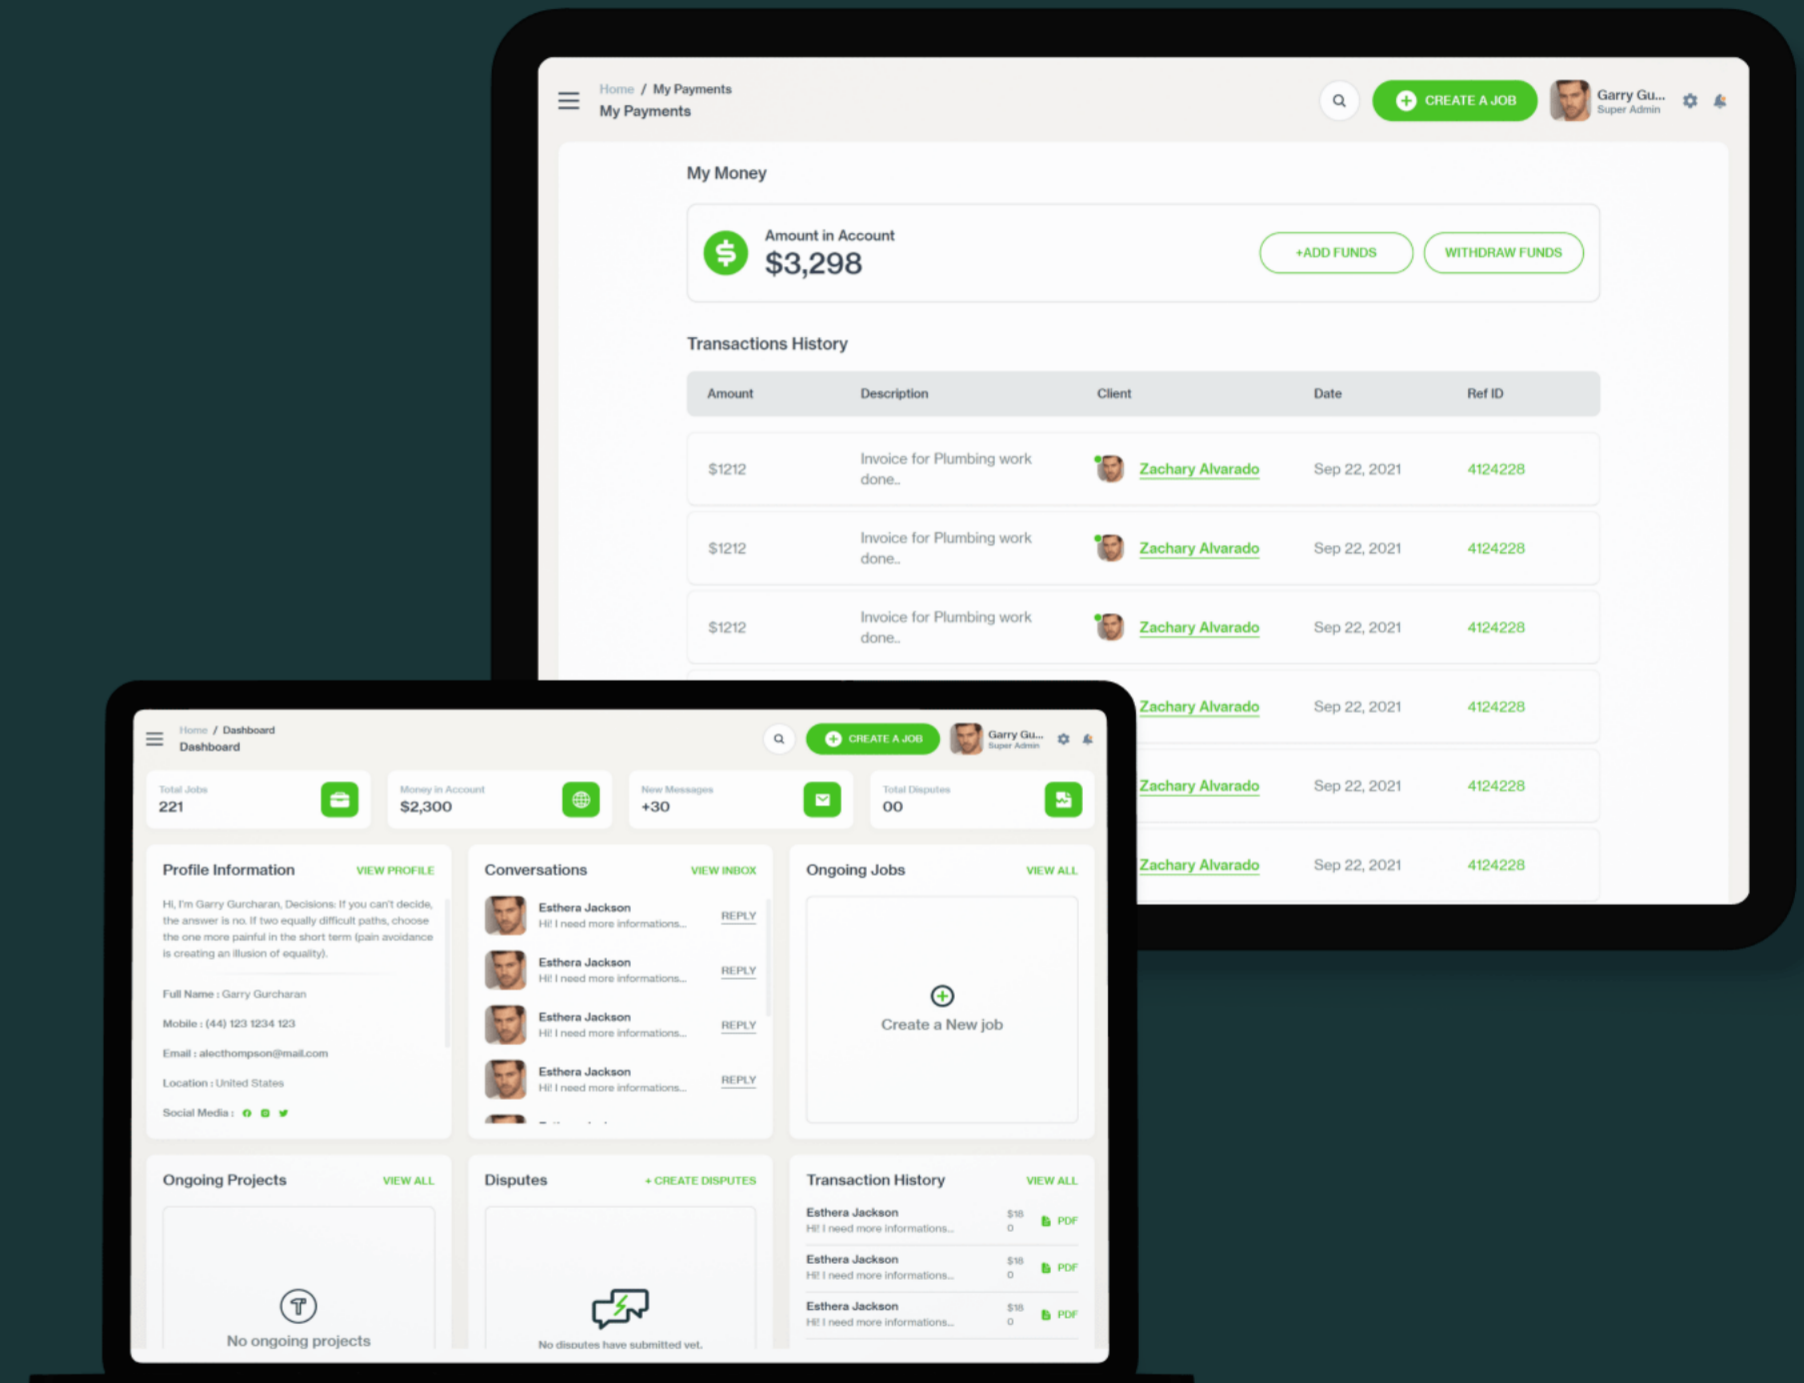 Home / My Payments
My Payments
CREATE A JOB
Garry Gu...
Super Admin
My Money
Amount in Account
$3,298
+ADD FUNDS
WITHDRAW FUNDS
Transactions History
Amount Description Client Date Ref ID
$1212 Invoice for Plumbing work Zachary Alvarado Sep 22, 2021 4124228
done..
$1212 Invoice for Plumbing work Zachary Alvarado Sep 22, 2021 4124228
done..
$1212 Invoice for Plumbing work Zachary Alvarado Sep 22, 2021 4124228
done..
Zachary Alvarado Sep 22, 2021 4124228
Zachary Alvarado Sep 22, 2021 4124228
Zachary Alvarado Sep 22, 2021 4124228
Home / Dashboard
Dashboard
CREATE A JOB
Garry Gu...
Super Admin
Total Jobs
221
Money in Account
$2,300
New Messages
+30
Total Disputes
00
Profile Information VIEW PROFILE
Hi, I'm Garry Gurcharan, Decisions: If you can't decide,
the answer is no. If two equally difficult paths, choose
the one more painful in the short term (pain avoidance
is creating an illusion of equality).
Full Name : Garry Gurcharan
Mobile : (44) 123 1234 123
Email : alecthompson@mail.com
Location : United States
Social Media :
Conversations VIEW INBOX
Esthera Jackson
Hi! I need more informations... REPLY
Esthera Jackson
Hi! I need more informations... REPLY
Esthera Jackson
Hi! I need more informations... REPLY
Esthera Jackson
Hi! I need more informations... REPLY
Ongoing Jobs VIEW ALL
Create a New job
Ongoing Projects VIEW ALL
No ongoing projects
Disputes + CREATE DISPUTES
No disputes have submitted yet.
Transaction History VIEW ALL
Esthera Jackson $18
Hi! I need more informations... 0 PDF
Esthera Jackson $18
Hi! I need more informations... 0 PDF
Esthera Jackson $18
Hi! I need more informations... 0 PDF